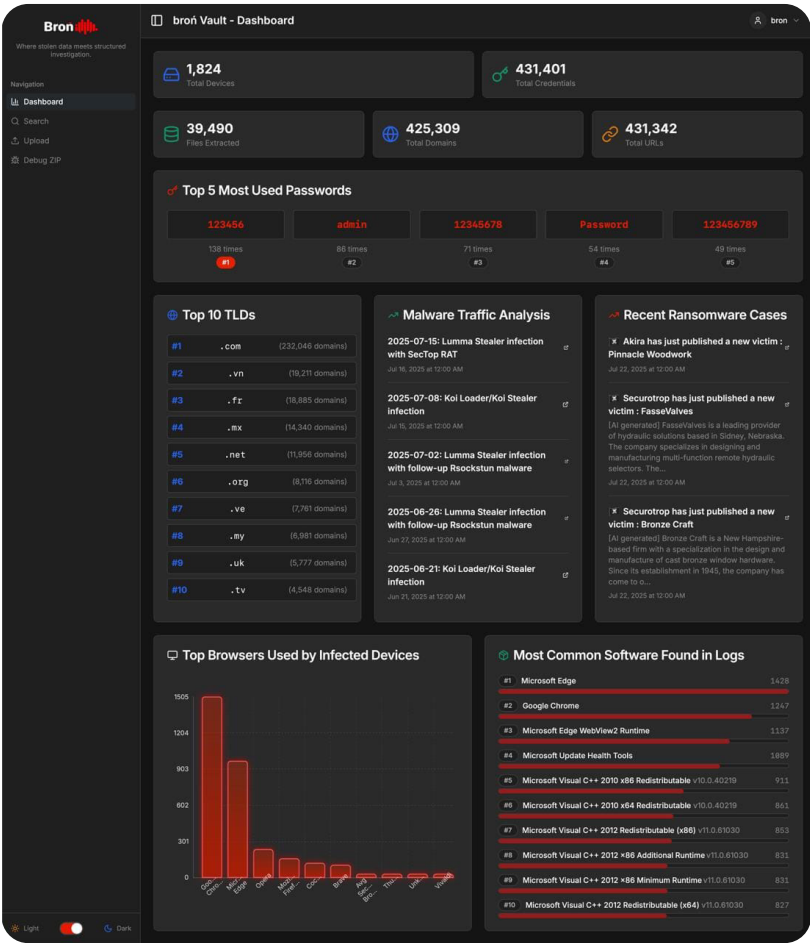 Bron
Where stolen data meets structured
investigation.
Navigation
Dashboard
Search
Upload
Debug ZIP
Light
Dark
broń Vault - Dashboard
bron
1,824
Total Devices
431,401
Total Credentials
39,490
Files Extracted
425,309
Total Domains
431,342
Total URLs
Top 5 Most Used Passwords
123456
138 times
#1
admin
86 times
#2
12345678
71 times
#3
Password
54 times
#4
123456789
49 times
#5
Top 10 TLDs
#1 .com (232,046 domains)
#2 .vn (19,211 domains)
#3 .fr (18,885 domains)
#4 .mx (14,340 domains)
#5 .net (11,956 domains)
#6 .org (8,116 domains)
#7 .ve (7,761 domains)
#8 .my (6,981 domains)
#9 .uk (5,777 domains)
#10 .tv (4,548 domains)
Malware Traffic Analysis
2025-07-15: Lumma Stealer infection
with SecTop RAT
Jul 16, 2025 at 12:00 AM
2025-07-08: Koi Loader/Koi Stealer
infection
Jul 15, 2025 at 12:00 AM
2025-07-02: Lumma Stealer infection
with follow-up Rsockstun malware
Jul 3, 2025 at 12:00 AM
2025-06-26: Lumma Stealer infection
with follow-up Rsockstun malware
Jun 27, 2025 at 12:00 AM
2025-06-21: Koi Loader/Koi Stealer
infection
Jun 21, 2025 at 12:00 AM
Recent Ransomware Cases
Akira has just published a new victim :
Pinnacle Woodwork
Jul 22, 2025 at 12:00 AM
Securotrop has just published a new
victim : FasseValves
[AI generated] FasseValves is a leading provider
of hydraulic solutions based in Sidney, Nebraska.
The company specializes in designing and
manufacturing multi-function remote hydraulic
selectors. The...
Jul 22, 2025 at 12:00 AM
Securotrop has just published a new
victim : Bronze Craft
[AI generated] Bronze Craft is a New Hampshire-
based firm with a specialization in the design and
manufacture of cast bronze window hardware.
Since its establishment in 1945, the company has
come to o...
Jul 22, 2025 at 12:00 AM
Top Browsers Used by Infected Devices
1505
1204
903
602
301
0
Goo...
Chro...
Micr...
Edge
Opera
Mozi...
Firef...
Coc...
Brave
Avg
Sec...
Bro...
Thu...
Unk...
Vivaldi
Most Common Software Found in Logs
#1 Microsoft Edge 1428
#2 Google Chrome 1247
#3 Microsoft Edge WebView2 Runtime 1137
#4 Microsoft Update Health Tools 1089
#5 Microsoft Visual C++ 2010 x86 Redistributable v10.0.40219 911
#6 Microsoft Visual C++ 2010 x64 Redistributable v10.0.40219 861
#7 Microsoft Visual C++ 2012 Redistributable (x86) v11.0.61030 853
#8 Microsoft Visual C++ 2012 x86 Additional Runtime v11.0.61030 831
#9 Microsoft Visual C++ 2012 x86 Minimum Runtime v11.0.61030 831
#10 Microsoft Visual C++ 2012 Redistributable (x64) v11.0.61030 827